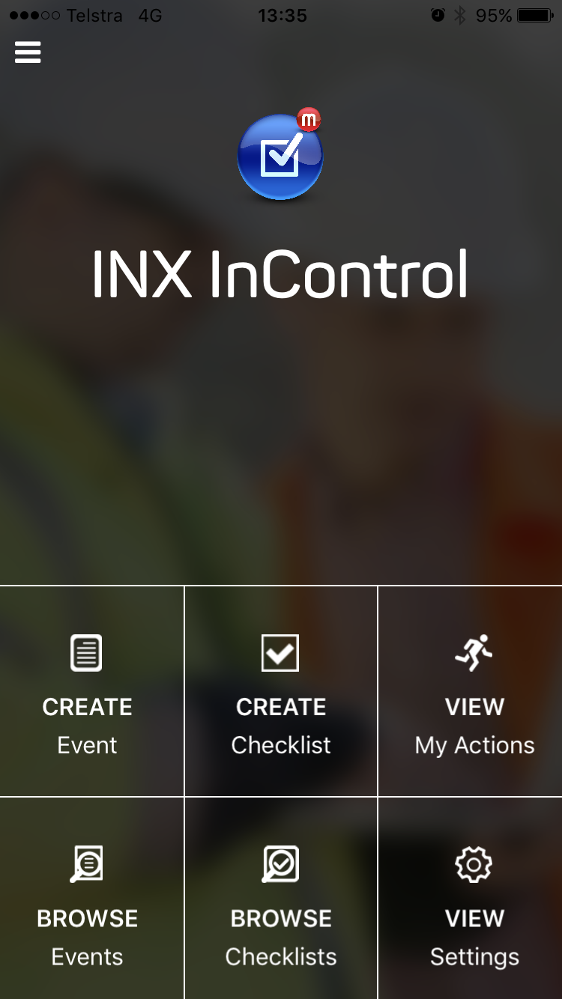 Telstra 4G 13:35 95%
m
INX InControl
CREATE
Event
CREATE
Checklist
VIEW
My Actions
BROWSE
Events
BROWSE
Checklists
VIEW
Settings